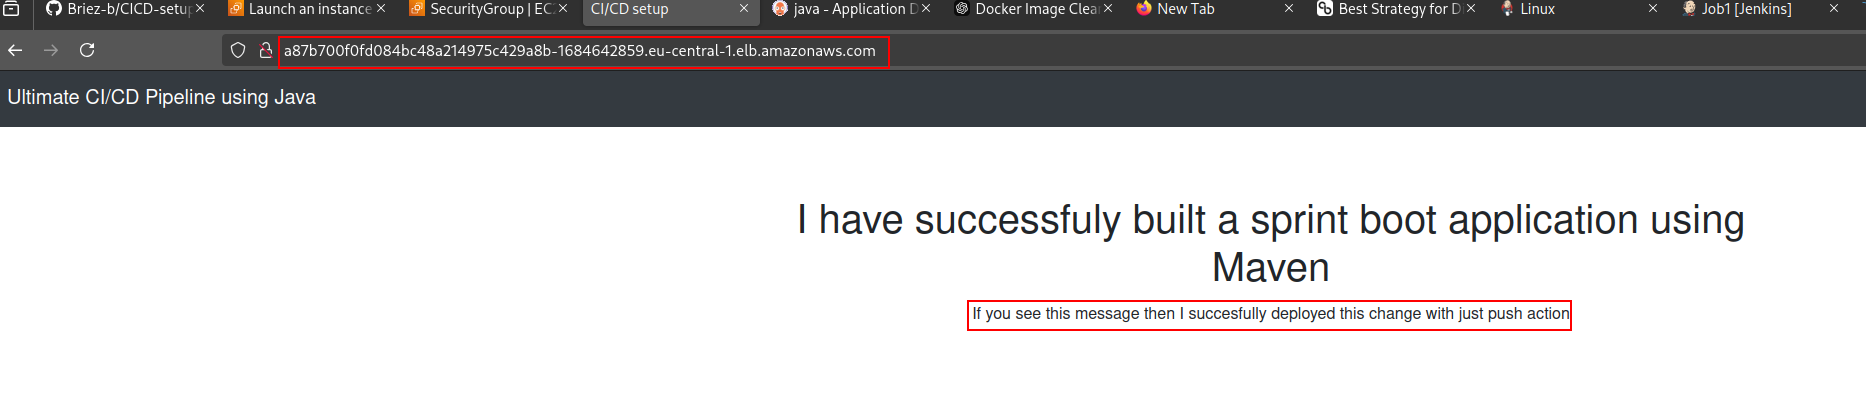 Briez-b/CICD-setup
Launch an instance
SecurityGroup | EC2
CI/CD setup
java - Application D
Docker Image Clea
New Tab
Best Strategy for D
Linux
Job1 [Jenkins]
a87b700f0fd084bc48a214975c429a8b-1684642859.eu-central-1.elb.amazonaws.com
Ultimate CI/CD Pipeline using Java
I have successfuly built a sprint boot application using
Maven
If you see this message then I succesfully deployed this change with just push action